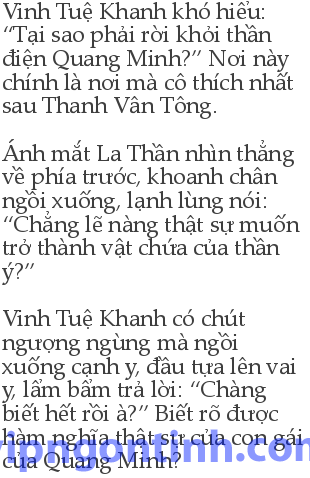 Vinh Tuệ Khanh khó hiểu:
“Tại sao phải rời khỏi thần
điện Quang Minh?” Nơi này
chính là nơi mà cô thích nhất
sau Thanh Vân Tông.
Ánh mắt La Thần nhìn thẳng
về phía trước, khoanh chân
ngồi xuống, lạnh lùng nói:
“Chẳng lẽ nàng thật sự muốn
trở thành vật chứa của thần
ý?”
Vinh Tuệ Khanh có chút
ngượng ngùng mà ngồi
xuống cạnh y, đầu tựa lên vai
y, lẩm bẩm trả lời: “Chàng
biết hết rồi à?” Biết rõ được
hàm nghĩa thật sự của con gái
của Quang Minh?
vipngontinh.com